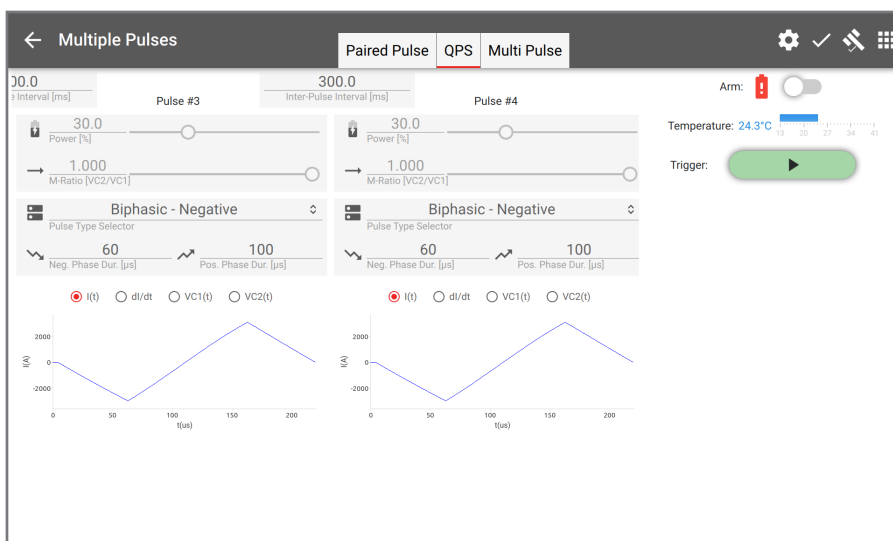 Multiple Pulses
Paired Pulse QPS Multi Pulse
00.0 300.0
Interval [ms] Pulse #3 Inter-Pulse Interval [ms] Pulse #4
Arm:
30.0 30.0
Power [%] Power [%]
Temperature: 24.3°C
13 20 27 34 41
1.000 1.000
M-Ratio [VC2/VC1] M-Ratio [VC2/VC1]
Trigger:
Biphasic - Negative Biphasic - Negative
Pulse Type Selector Pulse Type Selector
60 100 60 100
Neg. Phase Dur. [µs] Pos. Phase Dur. [µs] Neg. Phase Dur. [µs] Pos. Phase Dur. [µs]
I(t) dI/dt VC1(t) VC2(t) I(t) dI/dt VC1(t) VC2(t)
2000 2000
I(A) 0 I(A) 0
-2000 -2000
0 50 100 150 200 0 50 100 150 200
t(us) t(us)